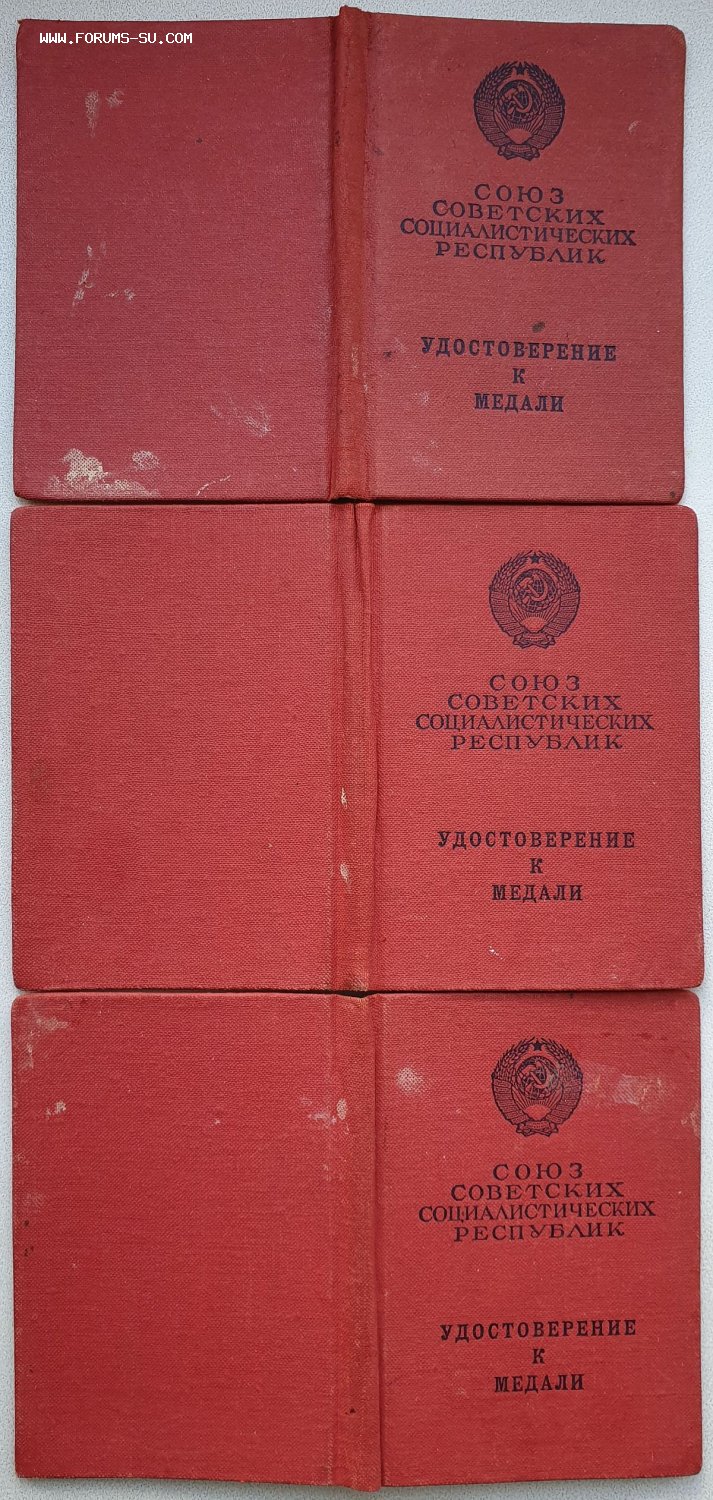 WWW.FORUMS-SU.COM
СОЮЗ
СОВЕТСКИХ
СОЦИАЛИСТИЧЕСКИХ
РЕСПУБЛИК
УДОСТОВЕРЕНИЕ
К
МЕДАЛИ
СОЮЗ
СОВЕТСКИХ
СОЦИАЛИСТИЧЕСКИХ
РЕСПУБЛИК
УДОСТОВЕРЕНИЕ
К
МЕДАЛИ
СОЮЗ
СОВЕТСКИХ
СОЦИАЛИСТИЧЕСКИХ
РЕСПУБЛИК
УДОСТОВЕРЕНИЕ
К
МЕДАЛИ